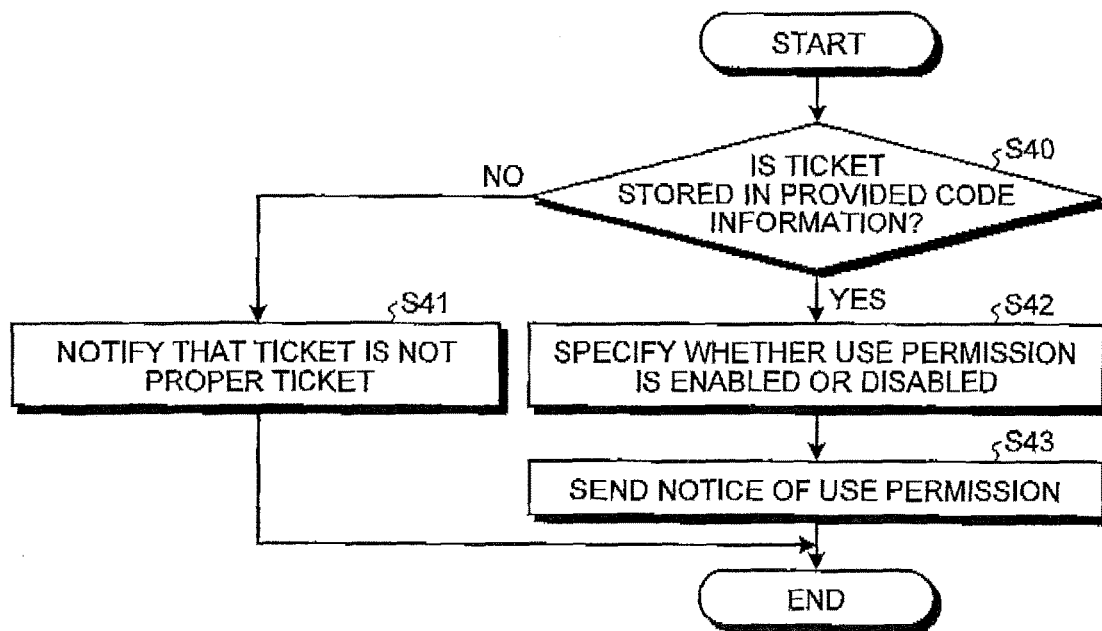 START
S40
IS TICKET
STORED IN PROVIDED CODE
INFORMATION?
NO
YES
S41
NOTIFY THAT TICKET IS NOT
PROPER TICKET
S42
SPECIFY WHETHER USE PERMISSION
IS ENABLED OR DISABLED
S43
SEND NOTICE OF USE PERMISSION
END